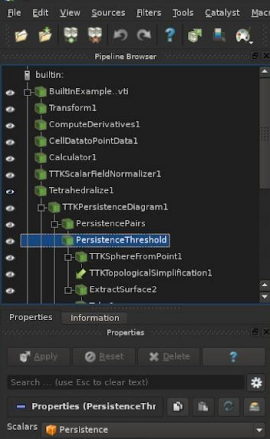 File Edit View Sources Filters Tools Catalyst Mac
Pipeline Browser
builtin:
BuiltInExample..vti
Transform1
ComputeDerivatives1
CellDatatoPointData1
Calculator1
TTKScalarFieldNormalizer1
Tetrahedralize1
TTKPersistenceDiagram1
PersistencePairs
PersistenceThreshold
TTKSphereFromPoint1
TTKTopologicalSimplification1
ExtractSurface2
Properties Information
Properties
Apply Reset Delete ?
Search ... (use Esc to clear text)
Properties (PersistenceThr
Scalars Persistence